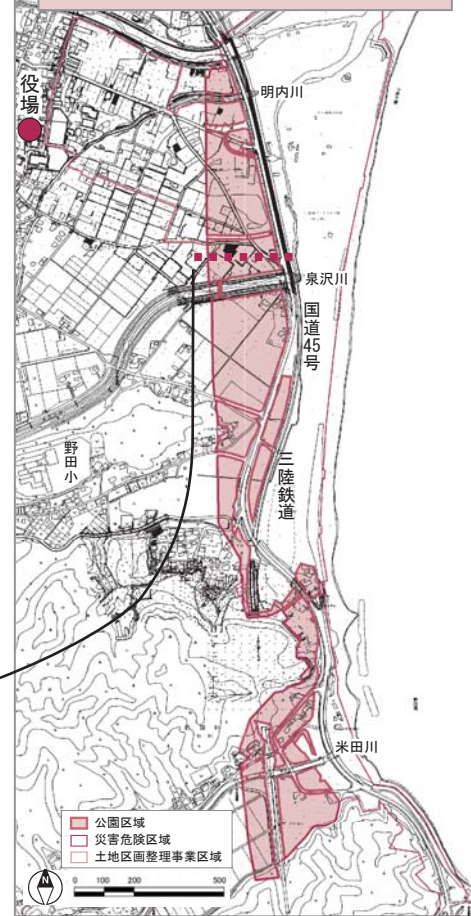 役場
明内川
泉沢川
国道45号
野田小
三陸鉄道
米田川
公園区域
災害危険区域
土地区画整理事業区域
N
0 100 200 500